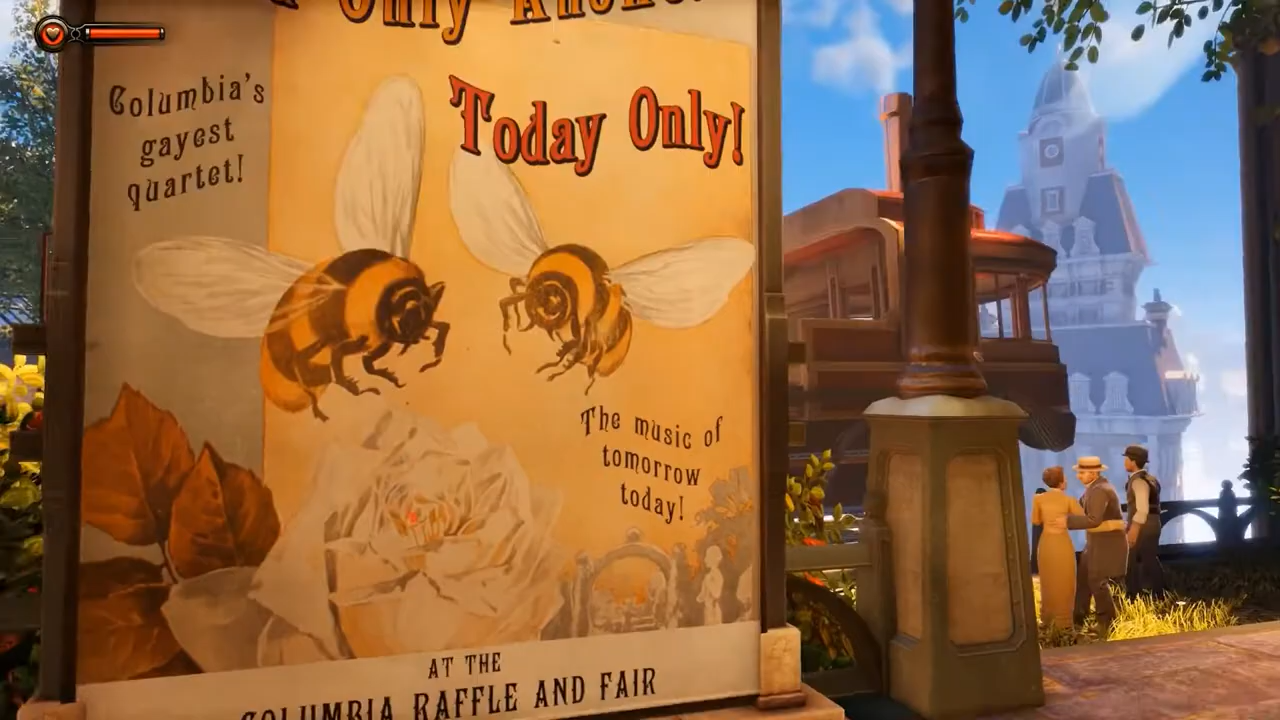 Only
Today Only!
Columbia's
gayest
quartet!
The music of
tomorrow
today!
AT THE
COLUMBIA RAFFLE AND FAIR